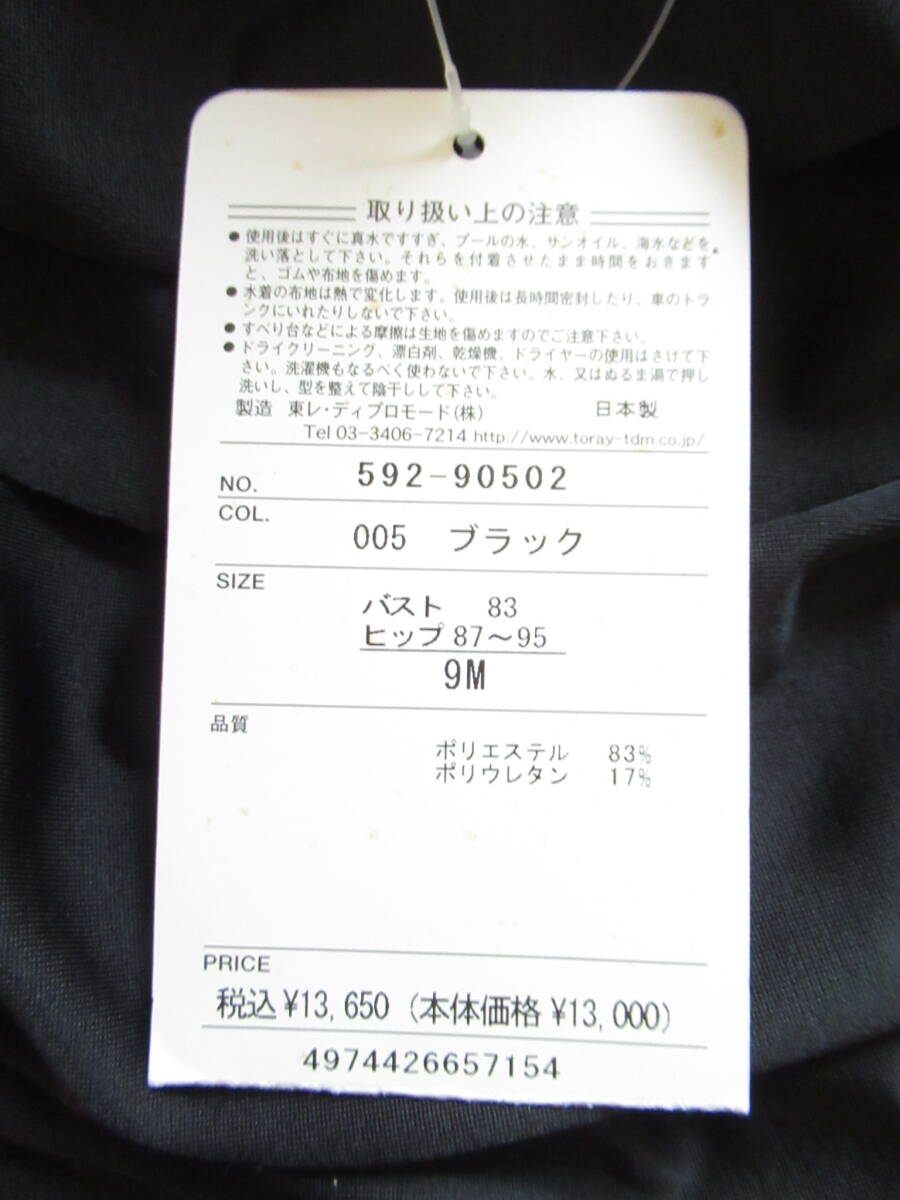 取り扱い上の注意
● 使用後はすぐに真水ですすぎ、プールの水、サンオイル、海水などを
洗い落として下さい。それらを付着させたまま時間をおきます
と、ゴムや布地を傷めます。
● 水着の布地は熱で変化します。使用後は長時間密封したり、車のトラ
ンクにいれたりしないで下さい。
● すべり台などによる摩擦は生地を傷めますのでご注意下さい。
● ドライクリーニング、漂白剤、乾燥機、ドライヤーの使用はさけて下
さい。洗濯機もなるべく使わないで下さい。水、又はぬるま湯で押し
洗いし、型を整えて陰干しして下さい。
製造 東レ・ディプロモード(株) 日本製
Tel 03-3406-7214 http://www.toray-tdm.co.jp/
NO. 592-90502
COL. 005 ブラック
SIZE
バスト 83
ヒップ 87〜95
9M
品質
ポリエステル 83%
ポリウレタン 17%
PRICE
税込 ¥13,650 (本体価格 ¥13,000)
4974426657154